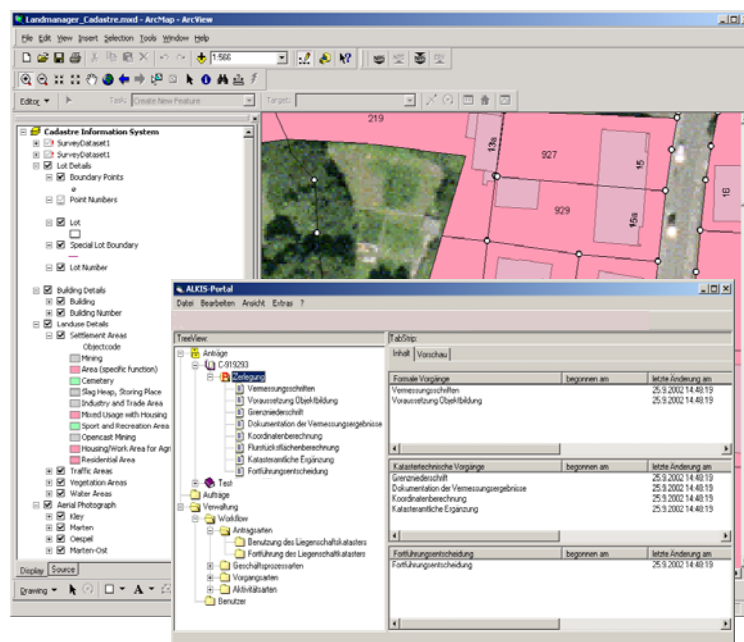 Landmanager_Cadastre.mxd - ArcMap - ArcView
File Edit View Insert Selection Tools Window Help
1:566
Editor Task: Create New Feature Target:
Cadastre Information System
SurveyDataset1
SurveyDataset1
Lot Details
Boundary Points
Point Numbers
Lot
Special Lot Boundary
Lot Number
Building Details
Building
Building Number
Landuse Details
Settlement Areas
Objectcode
Mining
Area (specific function)
Cemetery
Slag Heap, Storing Place
Industry and Trade Area
Mixed Usage with Housing
Sport and Recreation Area
Opencast Mining
Housing/Work Area for Agr
Residential Area
Traffic Areas
Vegetation Areas
Water Areas
Aerial Photograph
Kley
Marten
Oespel
Marten-Ost
Display Source
Drawing
219
13a
927
15
929
15a
16
ALKIS-Portal
Datei Bearbeiten Ansicht Extras ?
TreeView:
Anträge
C-919293
Zerlegung
Vermessungsschriften
Voraussetzung Objektbildung
Grenzniederschrift
Dokumentation der Vermessungsergebnisse
Koordinatenberechnung
Flurstücksflächenberechnung
Katasteramtliche Ergänzung
Fortführungsentscheidung
Test
Aufträge
Verwaltung
Workflow
Antragsarten
Benutzung des Liegenschaftskatasters
Fortführung des Liegenschaftkatasters
Geschäftsprozessarten
Vorgangsarten
Aktivitätsarten
Benutzer
TabStrip:
Inhalt Vorschau
Formale Vorgänge begonnen am letzte Änderung am
Vermessungsschriften 25.9.2002 14:48:19
Voraussetzung Objektbildung 25.9.2002 14:48:19
Katastertechnische Vorgänge begonnen am letzte Änderung am
Grenzniederschrift 25.9.2002 14:48:19
Dokumentation der Vermessungsergebnisse 25.9.2002 14:48:19
Koordinatenberechnung 25.9.2002 14:48:19
Katasteramtliche Ergänzung 25.9.2002 14:48:19
Fortführungsentscheidung begonnen am letzte Änderung am
Fortführungsentscheidung 25.9.2002 14:48:19